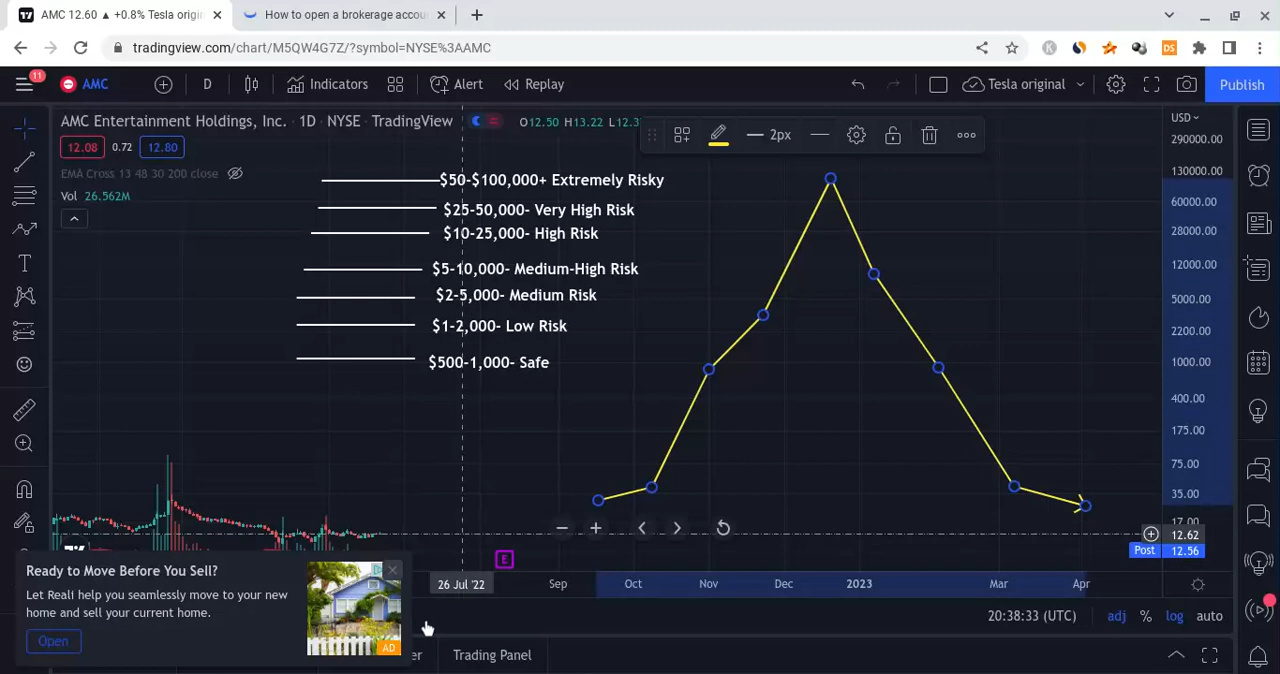 AMC 12.60 ▲ +0.8% Tesla origin
How to open a brokerage accou
tradingview.com/chart/M5QW4G7Z/?symbol=NYSE%3AAMC
K
DS
11
AMC
D
Indicators
Alert
Replay
Tesla original
Publish
AMC Entertainment Holdings, Inc. · 1D · NYSE · TradingView
O12.50 H13.22 L12.3
USD
12.08 0.72 12.80
2px
EMA Cross 13 48 30 200 close
Vol 26.562M
290000.00
130000.00
60000.00
28000.00
12000.00
5000.00
2200.00
1000.00
400.00
175.00
75.00
35.00
17.00
12.62
Post 12.56
$50-$100,000+ Extremely Risky
$25-50,000- Very High Risk
$10-25,000- High Risk
$5-10,000- Medium-High Risk
$2-5,000- Medium Risk
$1-2,000- Low Risk
$500-1,000- Safe
E
26 Jul '22 Sep Oct Nov Dec 2023 Mar Apr
Ready to Move Before You Sell?
Let Reali help you seamlessly move to your new
home and sell your current home.
Open
AD
20:38:33 (UTC) adj % log auto
er
Trading Panel